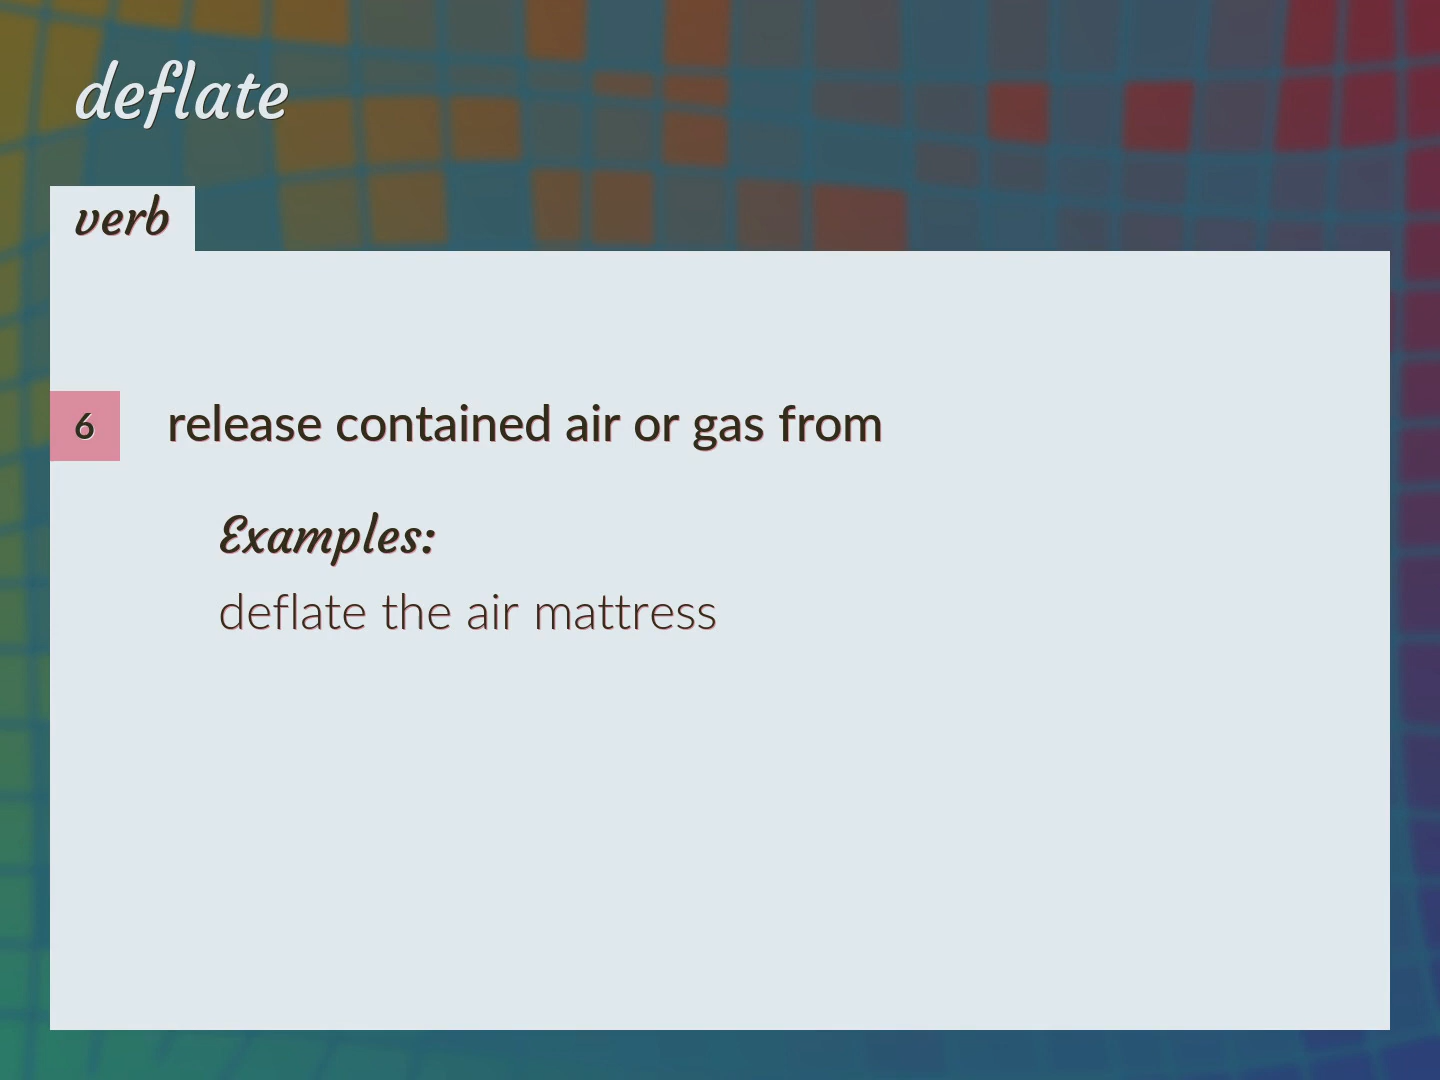 deflate
verb
6 release contained air or gas from
Examples:
deflate the air mattress